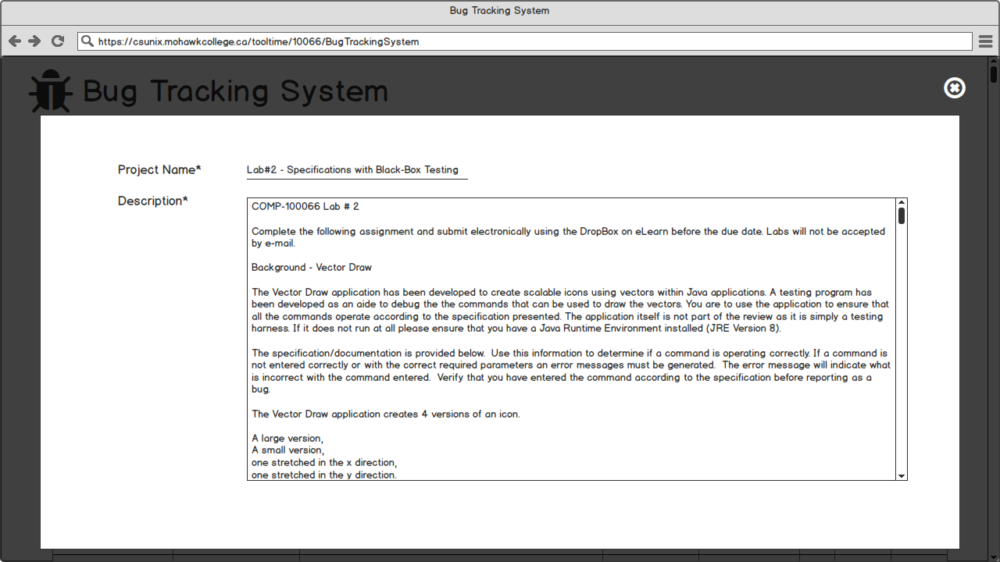 Bug Tracking System
https://csunix.mohawkcollege.ca/tooltime/10066/BugTrackingSystem
Bug Tracking System
Project Name*
Lab#2 - Specifications with Black-Box Testing
Description*
COMP-100066 Lab # 2
Complete the following assignment and submit electronically using the DropBox on eLearn before the due date. Labs will not be accepted
by e-mail.
Background - Vector Draw
The Vector Draw application has been developed to create scalable icons using vectors within Java applications. A testing program has
been developed as an aide to debug the the commands that can be used to draw the vectors. You are to use the application to ensure that
all the commands operate according to the specification presented. The application itself is not part of the review as it is simply a testing
harness. If it does not run at all please ensure that you have a Java Runtime Environment installed (JRE Version 8).
The specification/documentation is provided below.  Use this information to determine if a command is operating correctly. If a command is
not entered correctly or with the correct required parameters an error messages must be generated.  The error message will indicate what
is incorrect with the command entered.  Verify that you have entered the command according to the specification before reporting as a
bug.
The Vector Draw application creates 4 versions of an icon.
A large version,
A small version,
one stretched in the x direction,
one stretched in the y direction.